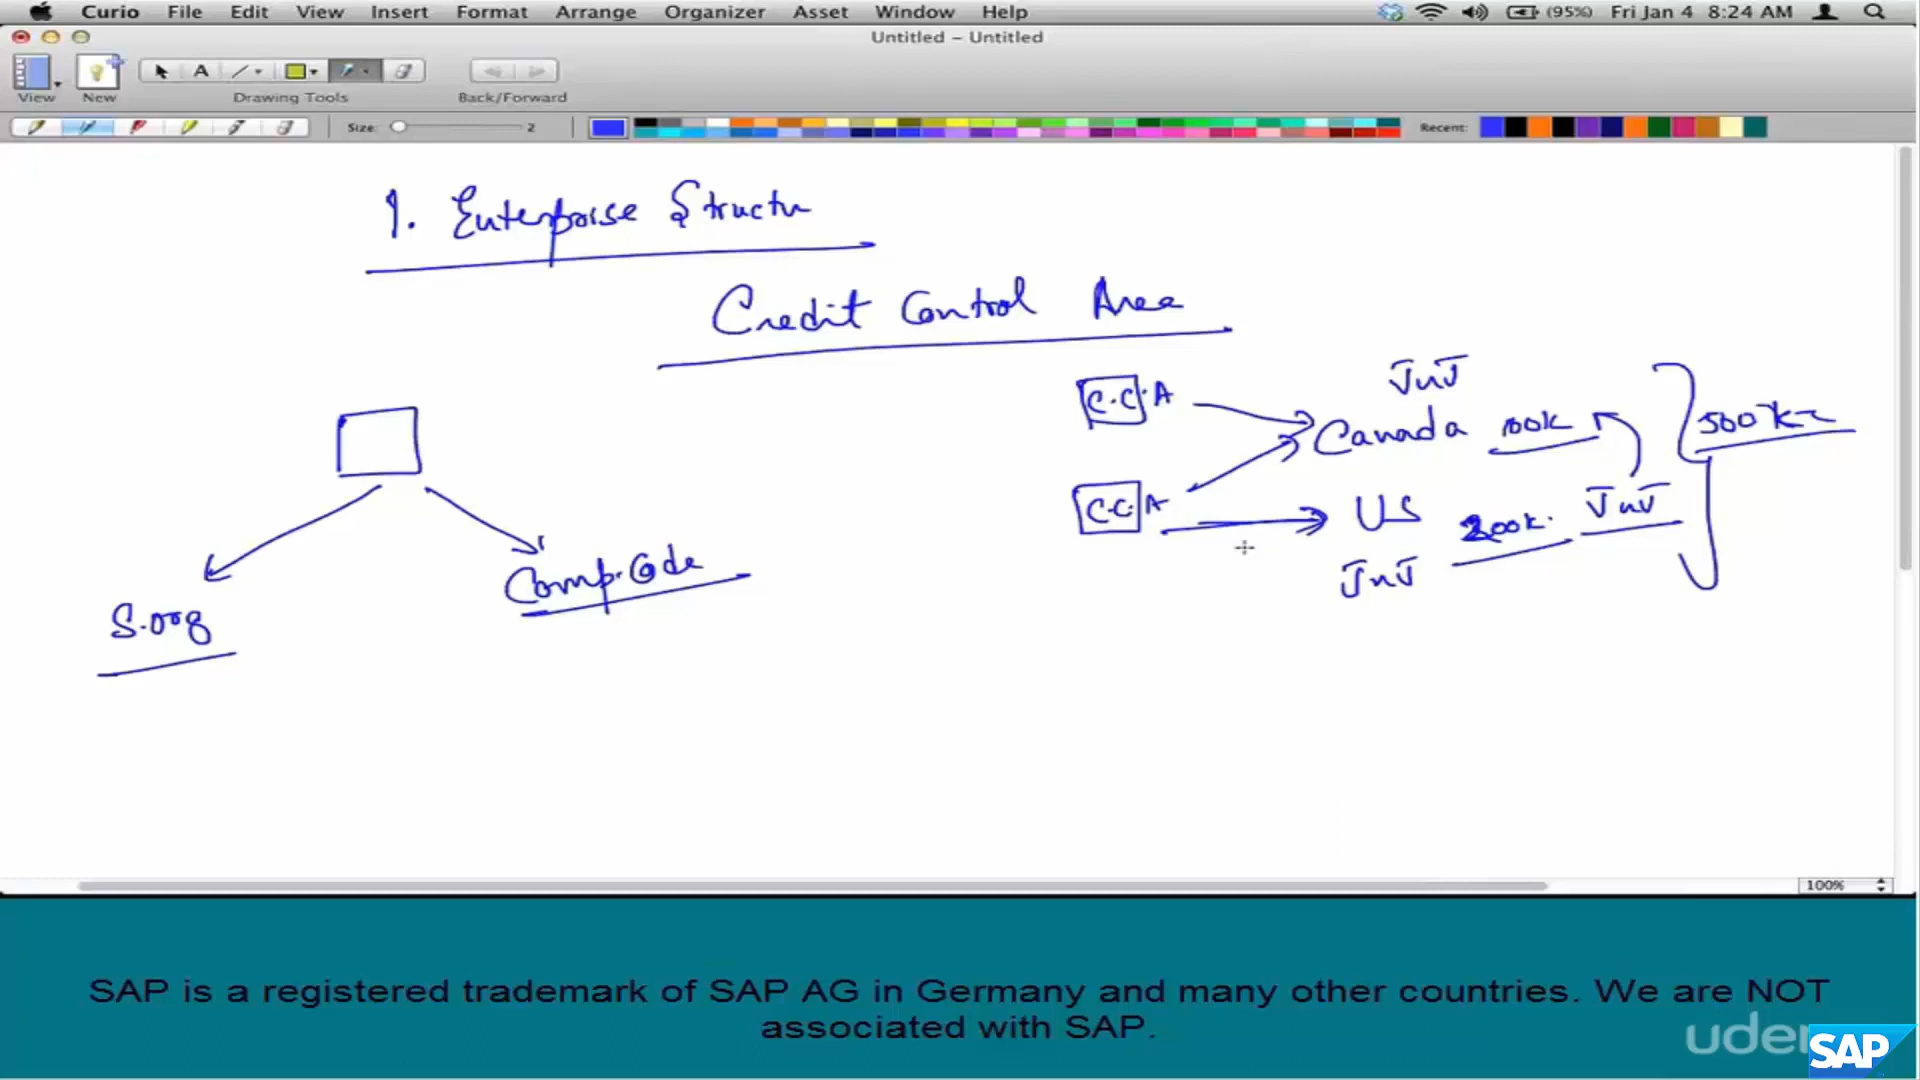 Curio File Edit View Insert Format Arrange Organizer Asset Window Help (95%) Fri Jan 4 8:24 AM
Untitled – Untitled
View New Drawing Tools Back/Forward
Size: 2 Recent:
1. Enterprise Structu
Credit Control Area
C.C.A JnJ
Canada 100k 500k
C.C.A US 200k. JnJ
JnJ
S.org Comp.Code
100%
SAP is a registered trademark of SAP AG in Germany and many other countries. We are NOT
associated with SAP.
uder
SAP